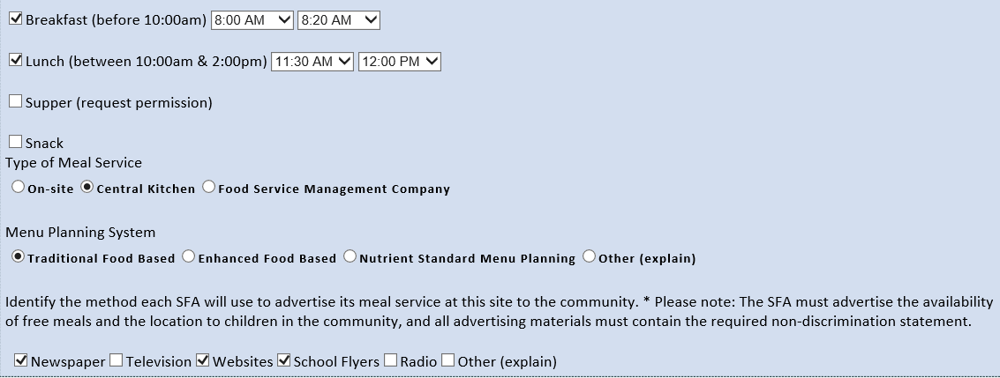 Breakfast (before 10:00am) 8:00 AM 8:20 AM
Lunch (between 10:00am & 2:00pm) 11:30 AM 12:00 PM
Supper (request permission)
Snack
Type of Meal Service
On-site Central Kitchen Food Service Management Company
Menu Planning System
Traditional Food Based Enhanced Food Based Nutrient Standard Menu Planning Other (explain)
Identify the method each SFA will use to advertise its meal service at this site to the community. * Please note: The SFA must advertise the availability
of free meals and the location to children in the community, and all advertising materials must contain the required non-discrimination statement.
Newspaper Television Websites School Flyers Radio Other (explain)